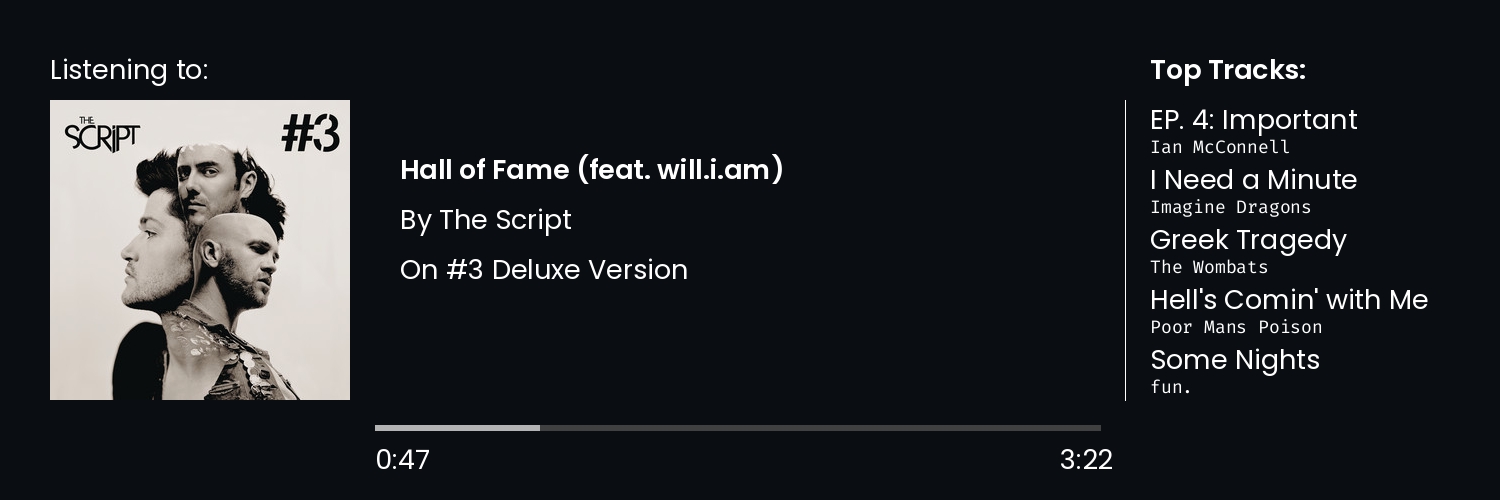 Listening to:
THE
SCRIPT
#3
Hall of Fame (feat. will.i.am)
By The Script
On #3 Deluxe Version
0:47
3:22
Top Tracks:
EP. 4: Important
Ian McConnell
I Need a Minute
Imagine Dragons
Greek Tragedy
The Wombats
Hell's Comin' with Me
Poor Mans Poison
Some Nights
fun.